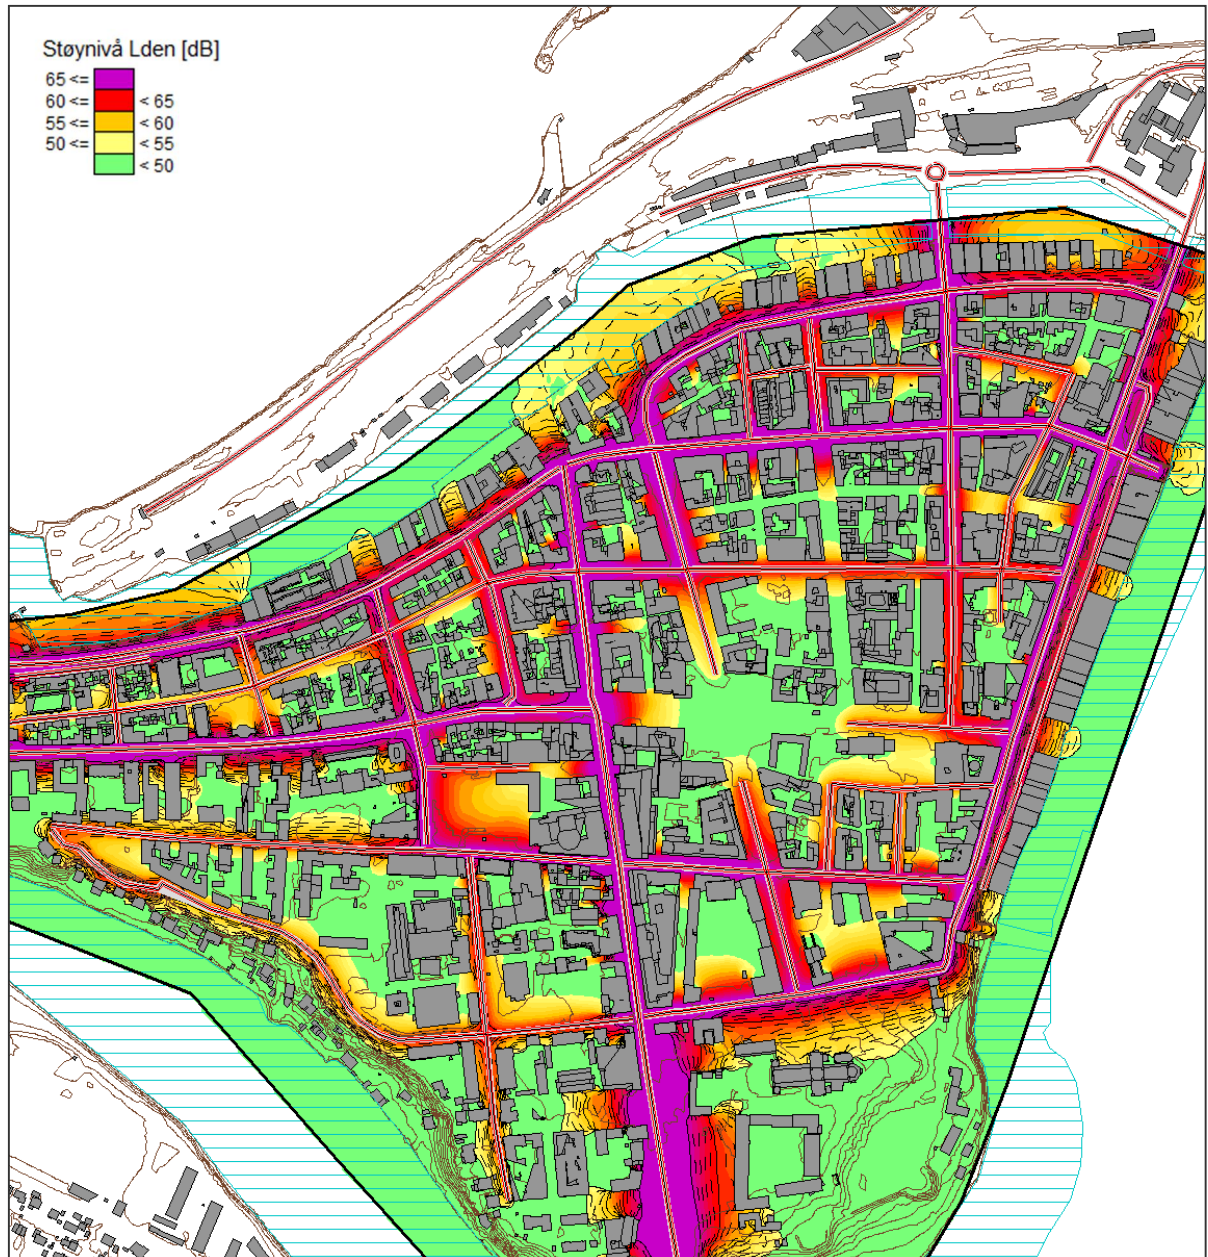 Støynivå Lden [dB]
65 <=
60 <= < 65
55 <= < 60
50 <= < 55
< 50